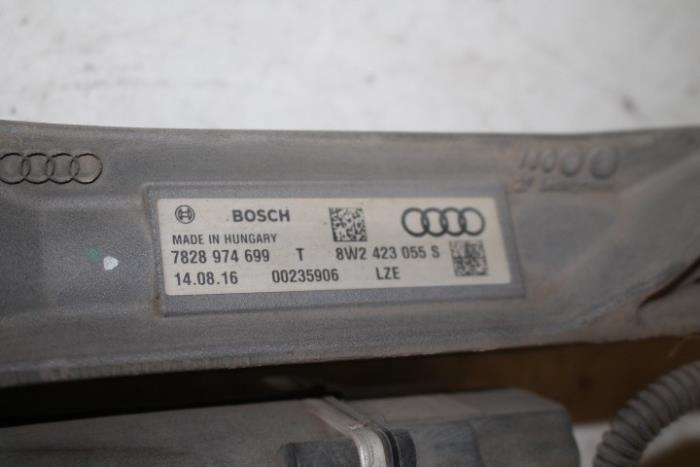 BOSCH
MADE IN HUNGARY
7828 974 699 T 8W2 423 055 S
14.08.16 00235906 LZE